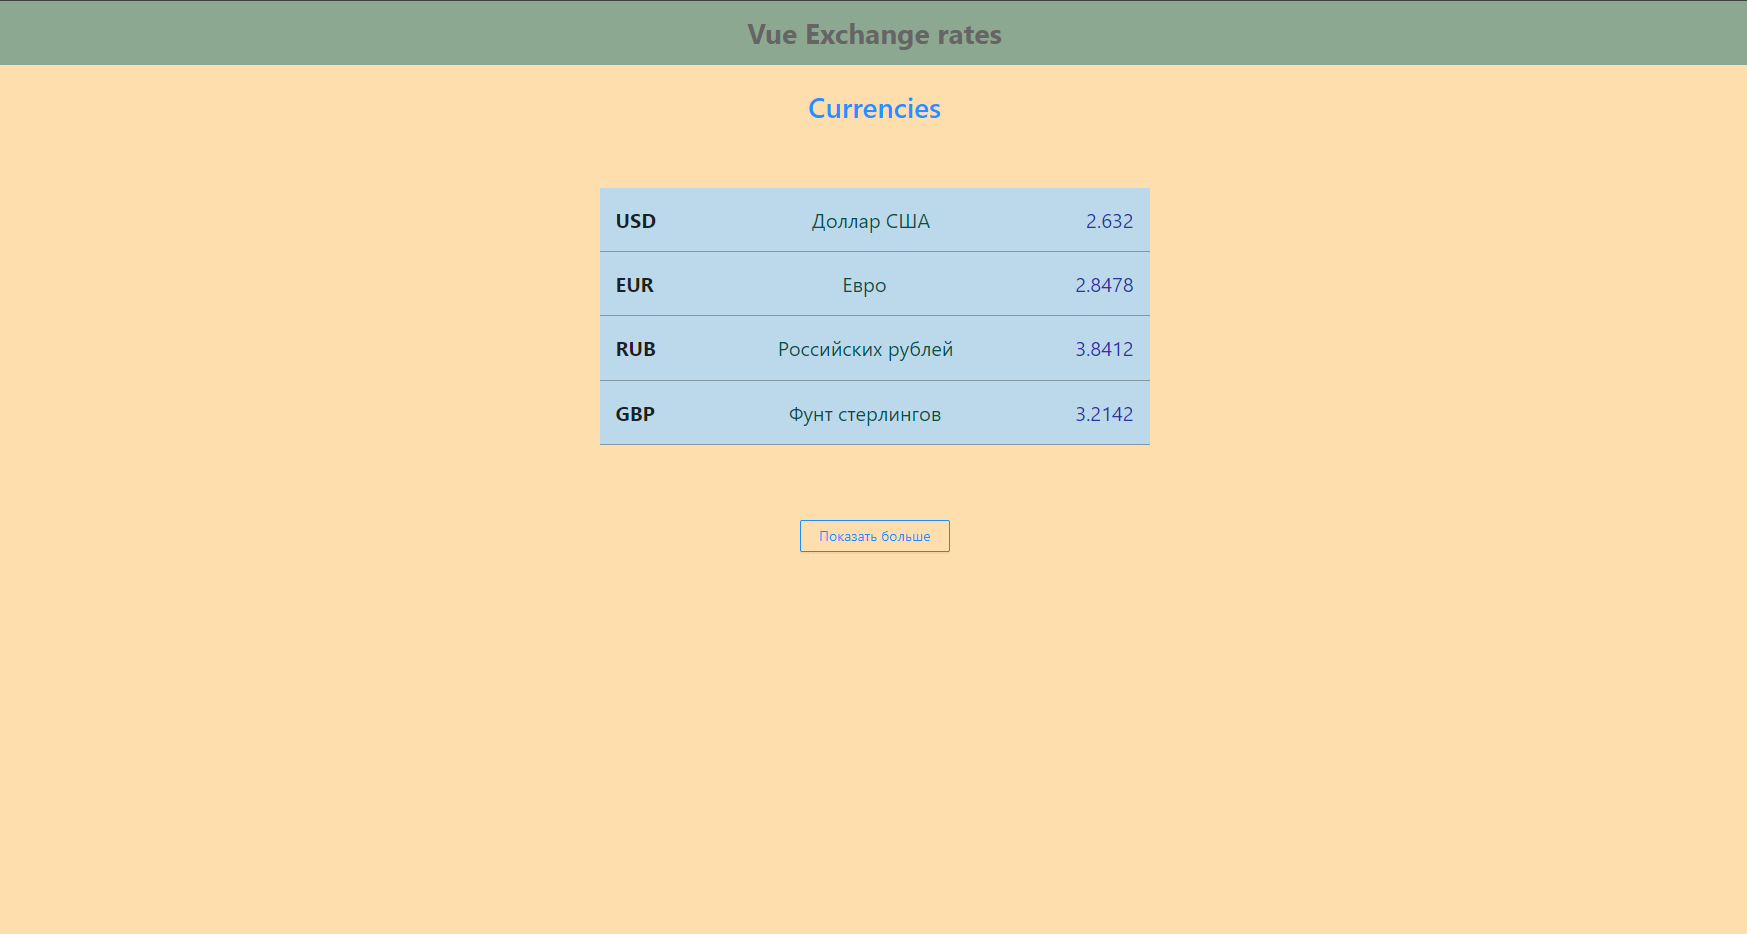 Vue Exchange rates
Currencies
USD Доллар США 2.632
EUR Евро 2.8478
RUB Российских рублей 3.8412
GBP Фунт стерлингов 3.2142
Показать больше